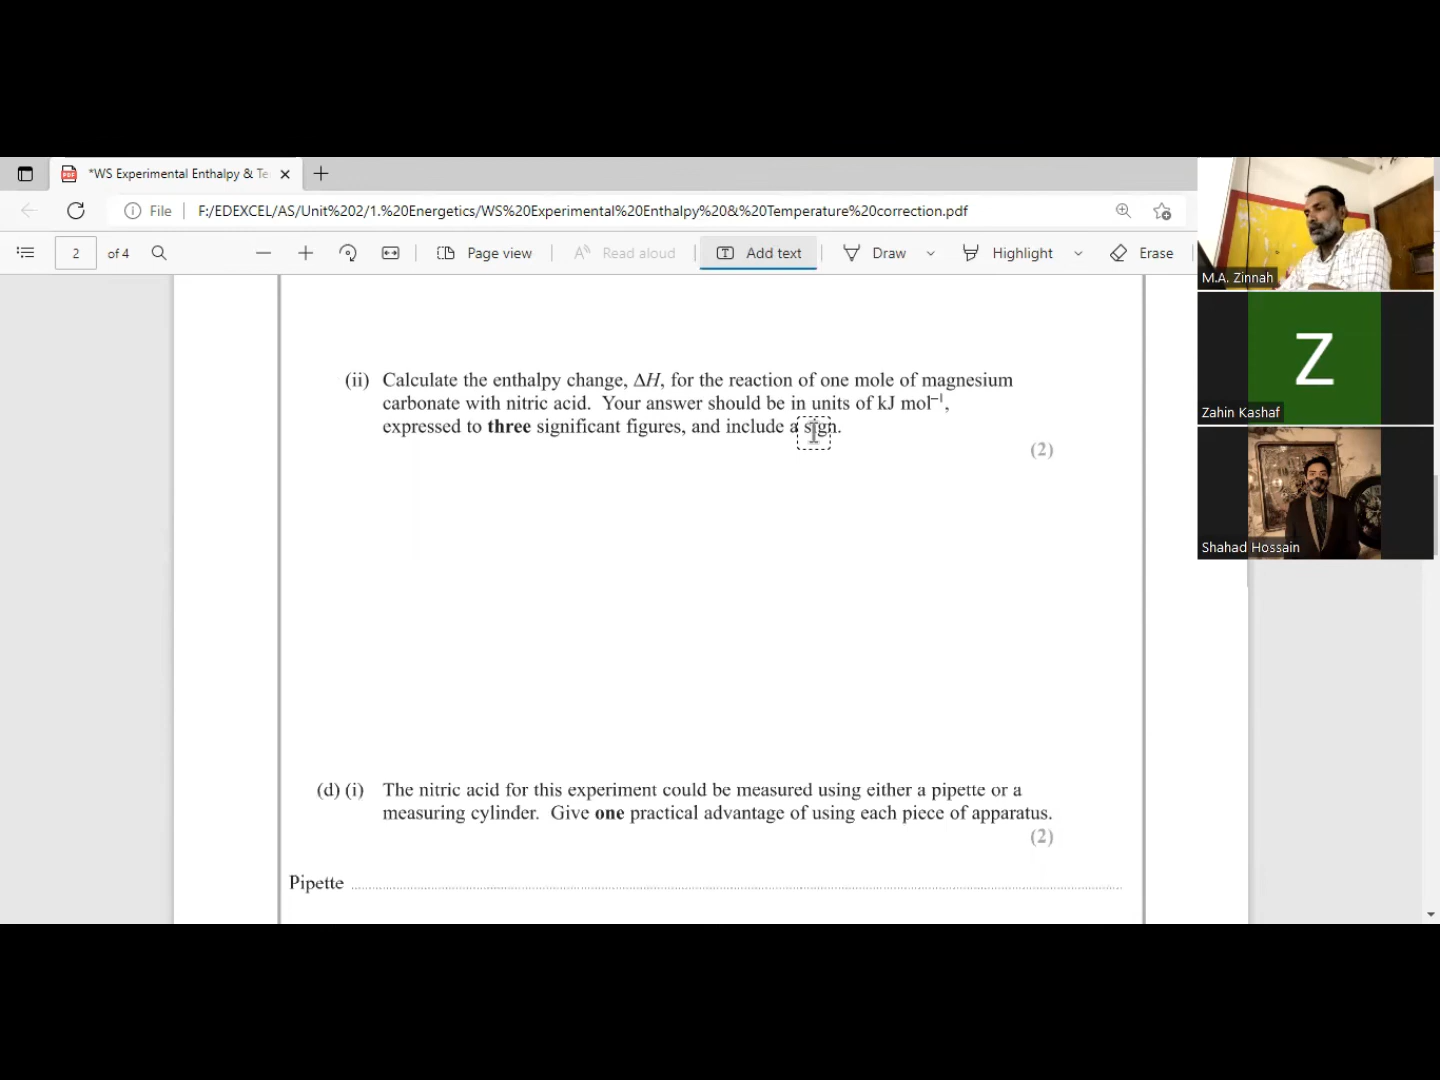 *WS Experimental Enthalpy & Te
File
F:/EDEXCEL/AS/Unit%202/1.%20Energetics/WS%20Experimental%20Enthalpy%20&%20Temperature%20correction.pdf
2 of 4
Page view
Read aloud
Add text
Draw
Highlight
Erase
M.A. Zinnah
Z
Zahin Kashaf
Shahad Hossain
(ii) Calculate the enthalpy change, ΔH, for the reaction of one mole of magnesium
carbonate with nitric acid. Your answer should be in units of kJ mol⁻¹,
expressed to three significant figures, and include a sign.
(2)
(d) (i) The nitric acid for this experiment could be measured using either a pipette or a
measuring cylinder. Give one practical advantage of using each piece of apparatus.
(2)
Pipette